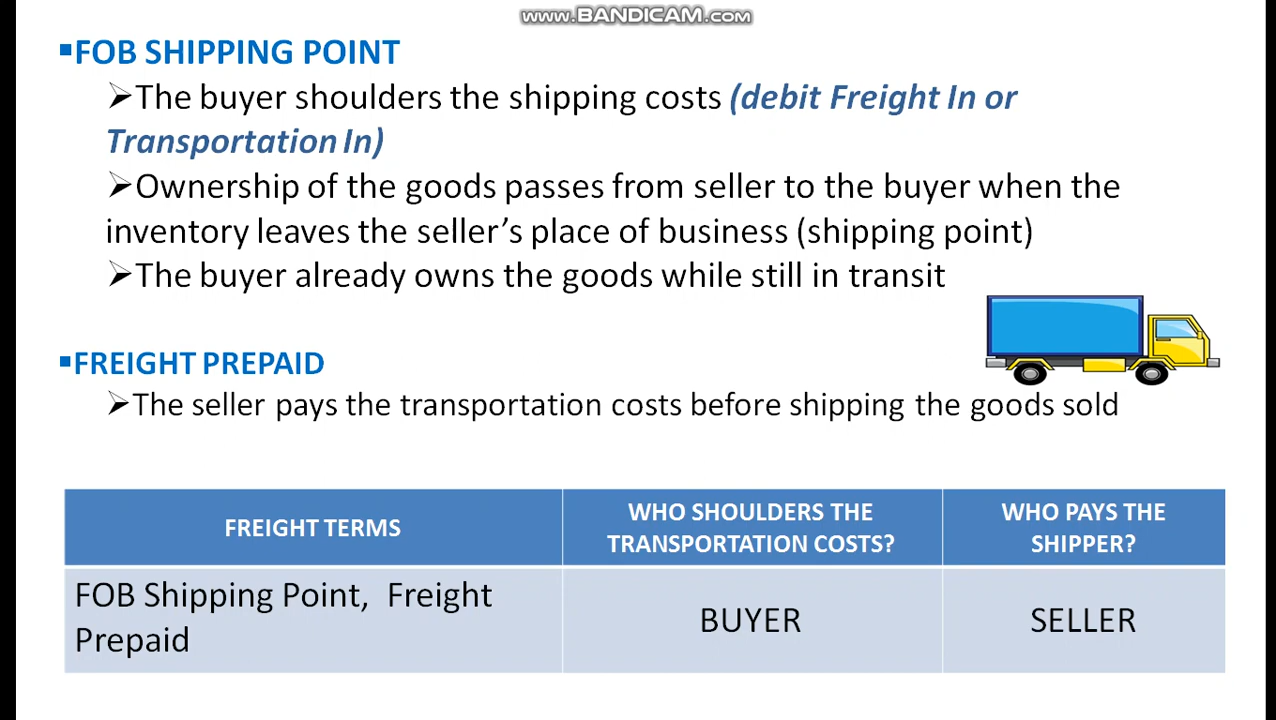 www.BANDICAM.com
▪FOB SHIPPING POINT
➢The buyer shoulders the shipping costs (debit Freight In or
Transportation In)
➢Ownership of the goods passes from seller to the buyer when the
inventory leaves the seller’s place of business (shipping point)
➢The buyer already owns the goods while still in transit
▪FREIGHT PREPAID
➢The seller pays the transportation costs before shipping the goods sold
FREIGHT TERMS
WHO SHOULDERS THE
TRANSPORTATION COSTS?
WHO PAYS THE
SHIPPER?
FOB Shipping Point, Freight
Prepaid
BUYER
SELLER